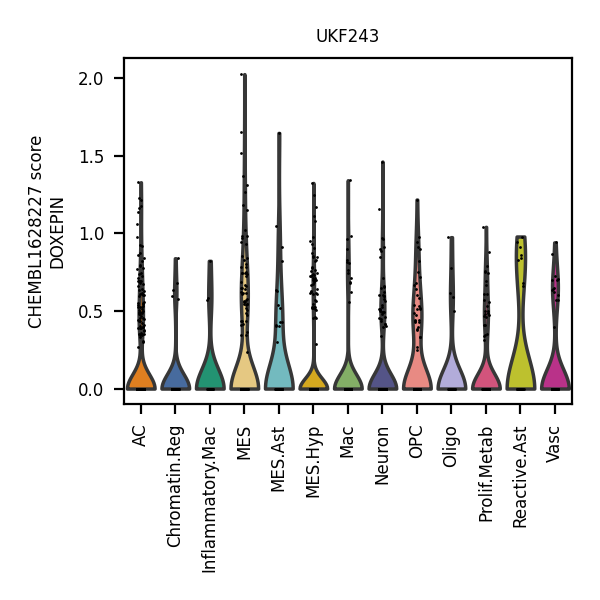 UKF243
CHEMBL1628227 score
DOXEPIN
2.0
1.5
1.0
0.5
0.0
AC
Chromatin.Reg
Inflammatory.Mac
MES
MES.Ast
MES.Hyp
Mac
Neuron
OPC
Oligo
Prolif.Metab
Reactive.Ast
Vasc